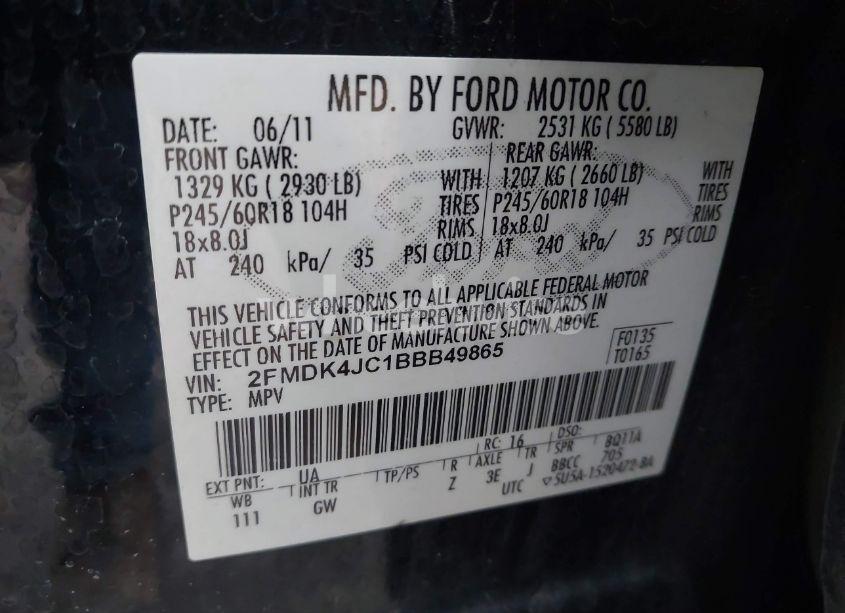 MFD. BY FORD MOTOR CO.
DATE: 06/11 GVWR: 2531 KG ( 5580 LB)
FRONT GAWR: REAR GAWR:
1329 KG ( 2930 LB) WITH 1207 KG ( 2660 LB) WITH
P245/60R18 104H TIRES P245/60R18 104H TIRES
18x8.0J RIMS 18x8.0J RIMS
AT 240 kPa/ 35 PSI COLD AT 240 kPa/ 35 PSI COLD
THIS VEHICLE CONFORMS TO ALL APPLICABLE FEDERAL MOTOR
VEHICLE SAFETY AND THEFT PREVENTION STANDARDS IN
EFFECT ON THE DATE OF MANUFACTURE SHOWN ABOVE.
F0135
T0165
VIN: 2FMDK4JC1BBB49865
TYPE: MPV
RC: 16 DSO:
EXT PNT: UA TP/PS R AXLE TR SPR BQ11A
WB INT TR Z 3E J BBCC 705
111 GW UTC 5U5A-1520472-BA